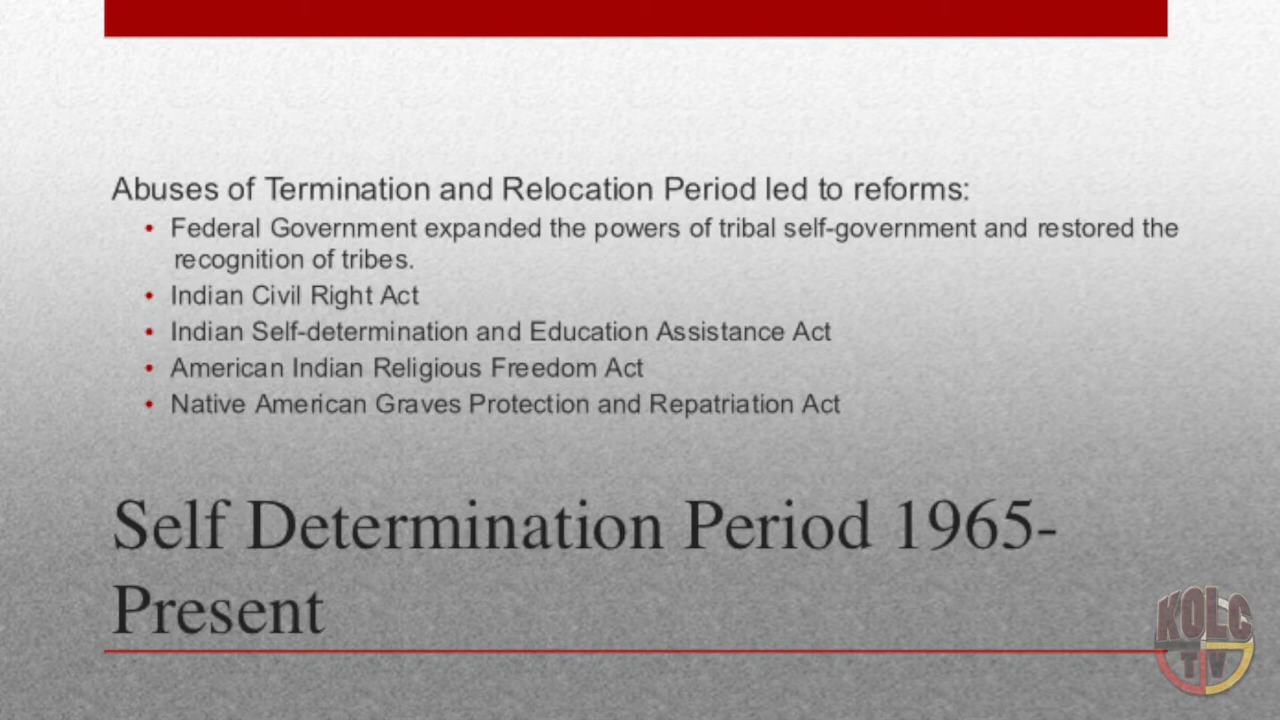 Abuses of Termination and Relocation Period led to reforms:
• Federal Government expanded the powers of tribal self-government and restored the
recognition of tribes.
• Indian Civil Right Act
• Indian Self-determination and Education Assistance Act
• American Indian Religious Freedom Act
• Native American Graves Protection and Repatriation Act
Self Determination Period 1965-
Present
KOLC
TV